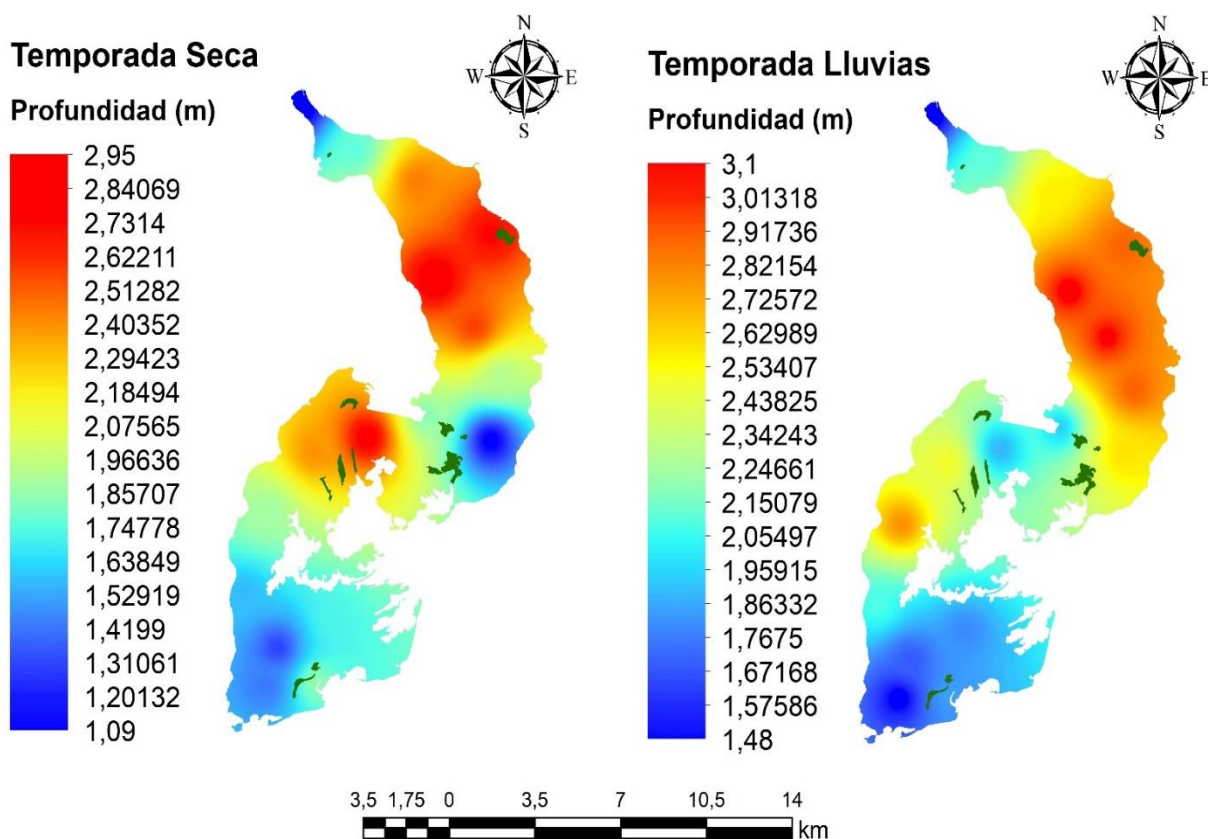 Temporada Seca
Profundidad (m)
2,95
2,84069
2,7314
2,62211
2,51282
2,40352
2,29423
2,18494
2,07565
1,96636
1,85707
1,74778
1,63849
1,52919
1,4199
1,31061
1,20132
1,09
N
W
E
S
Temporada Lluvias
Profundidad (m)
3,1
3,01318
2,91736
2,82154
2,72572
2,62989
2,53407
2,43825
2,34243
2,24661
2,15079
2,05497
1,95915
1,86332
1,7675
1,67168
1,57586
1,48
N
W
E
S
3,5 1,75 0 3,5 7 10,5 14
km